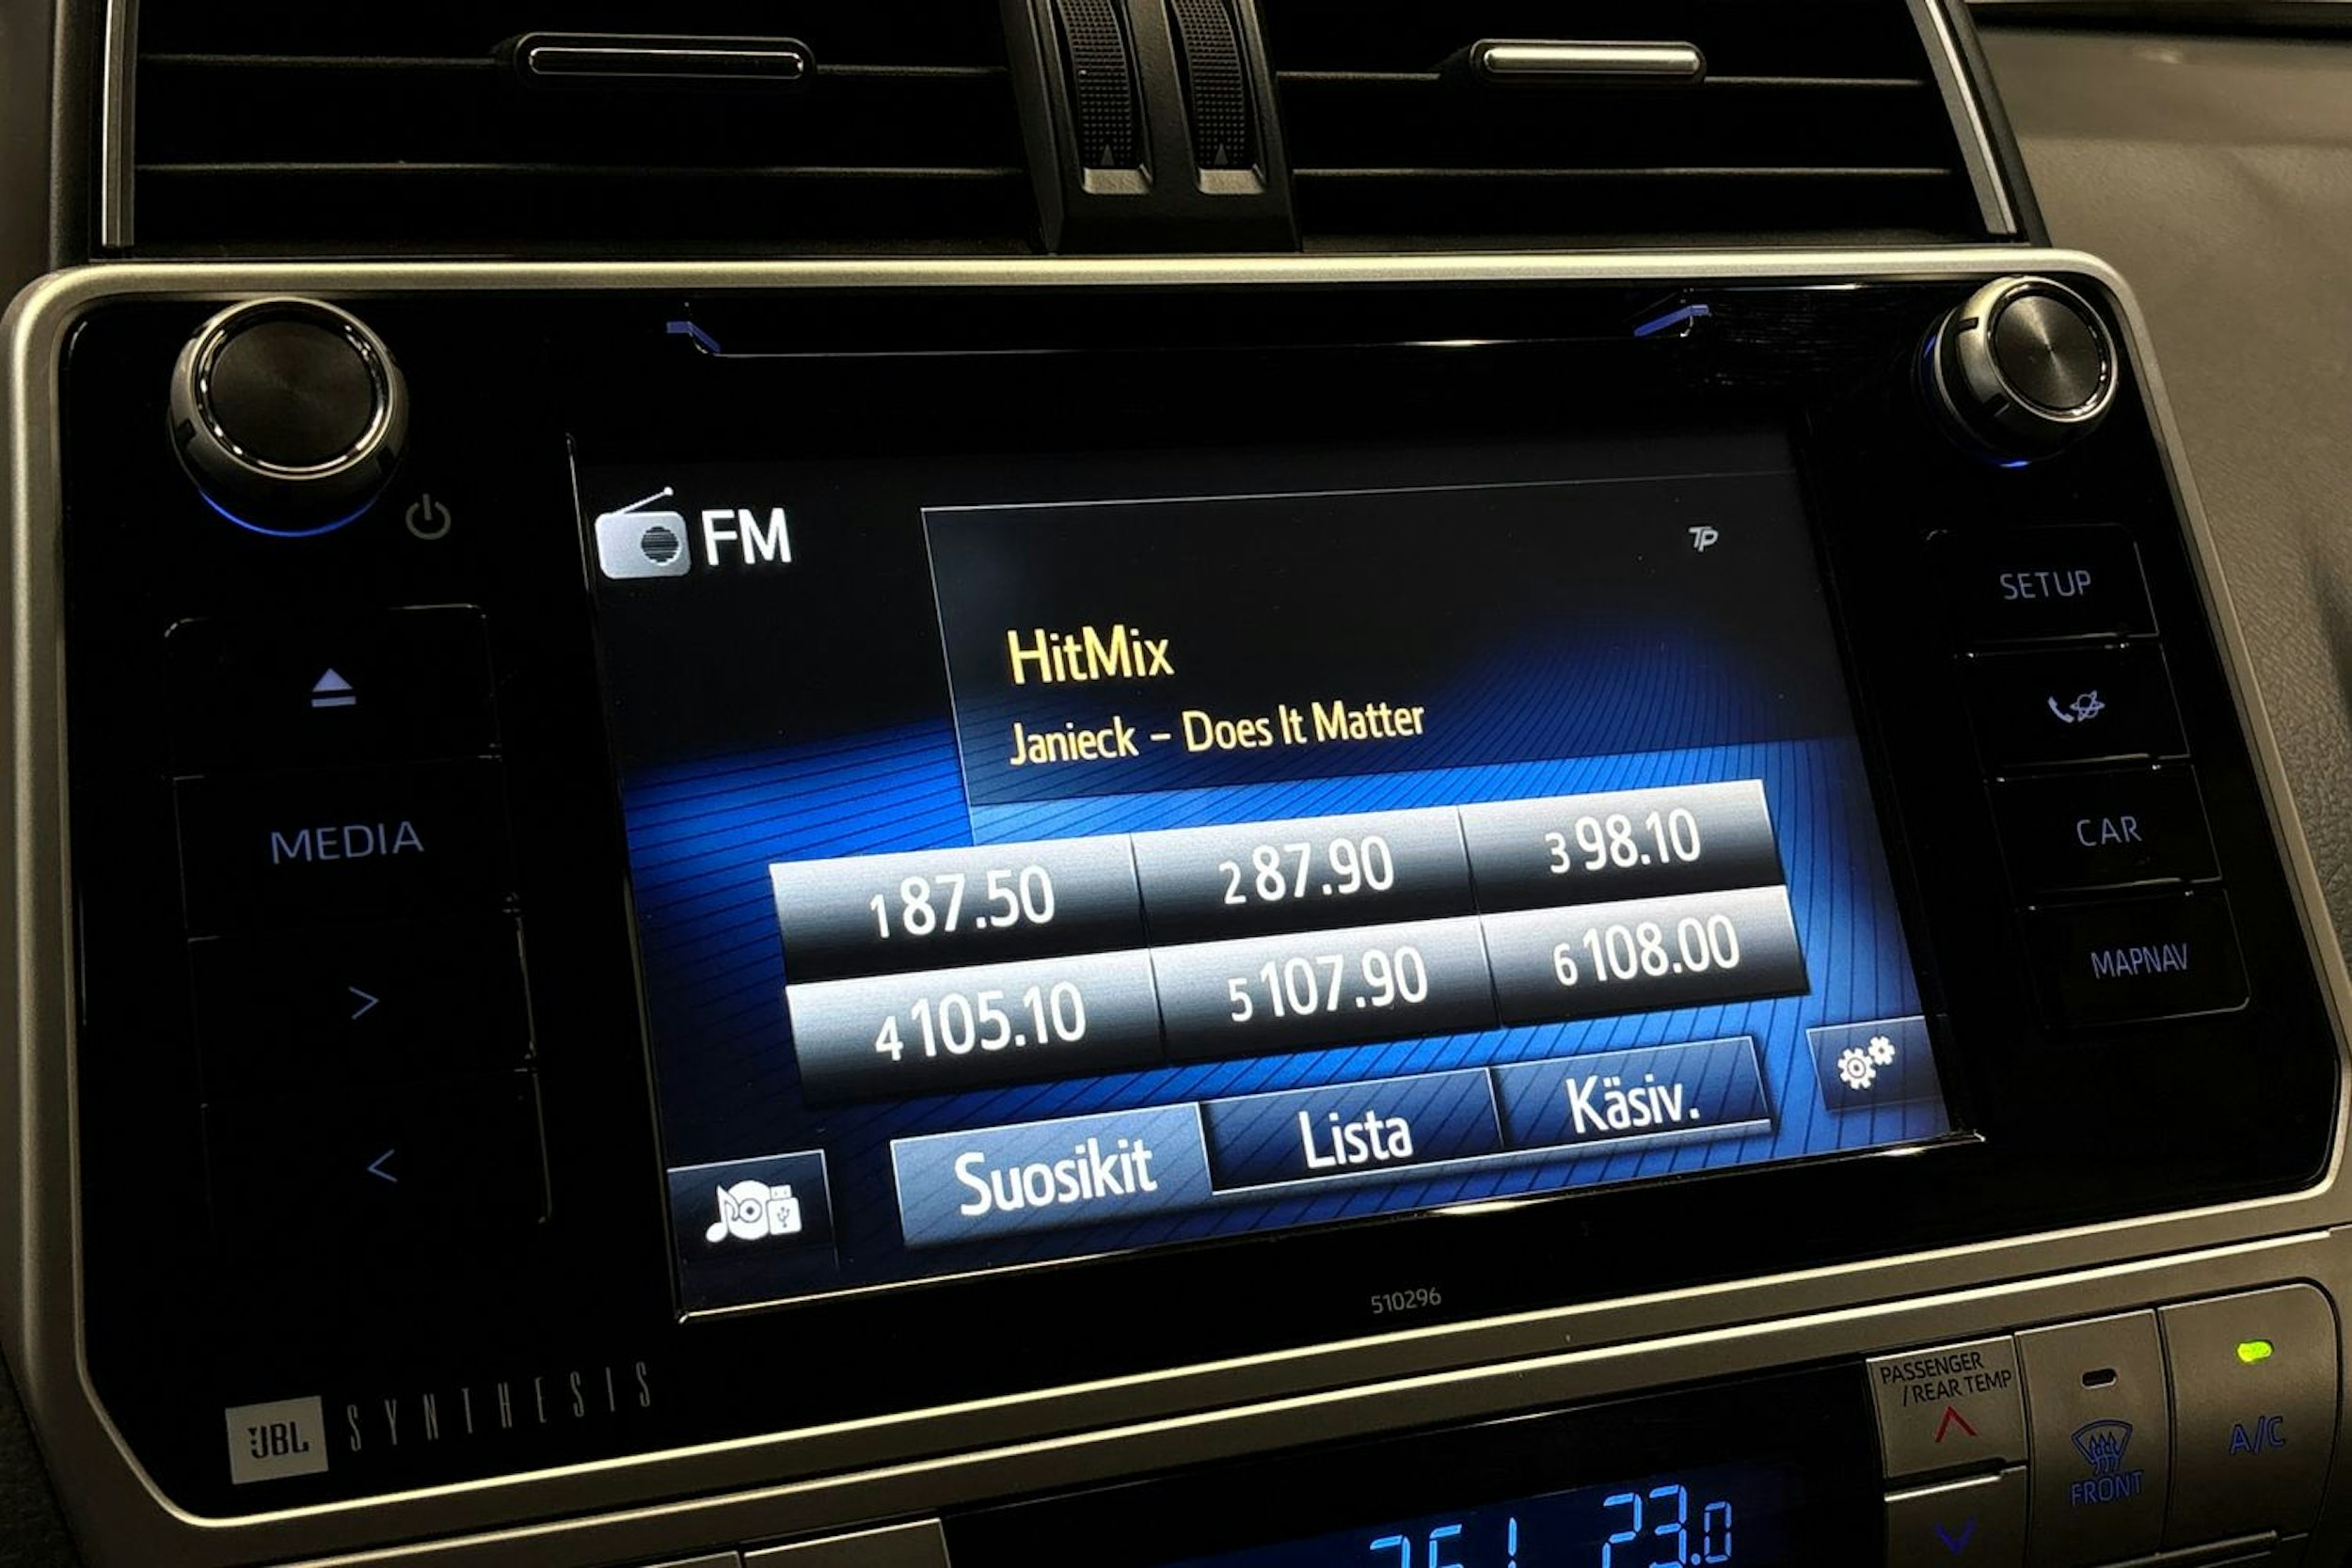 FM
TP
SETUP
HitMix
Janieck – Does It Matter
MEDIA
CAR
1 87.50
2 87.90
3 98.10
4 105.10
5 107.90
6 108.00
MAPNAV
>
<
Suosikit
Lista
Käsiv.
510296
JBL SYNTHESIS
PASSENGER
/REAR TEMP
FRONT
A/C
23.0